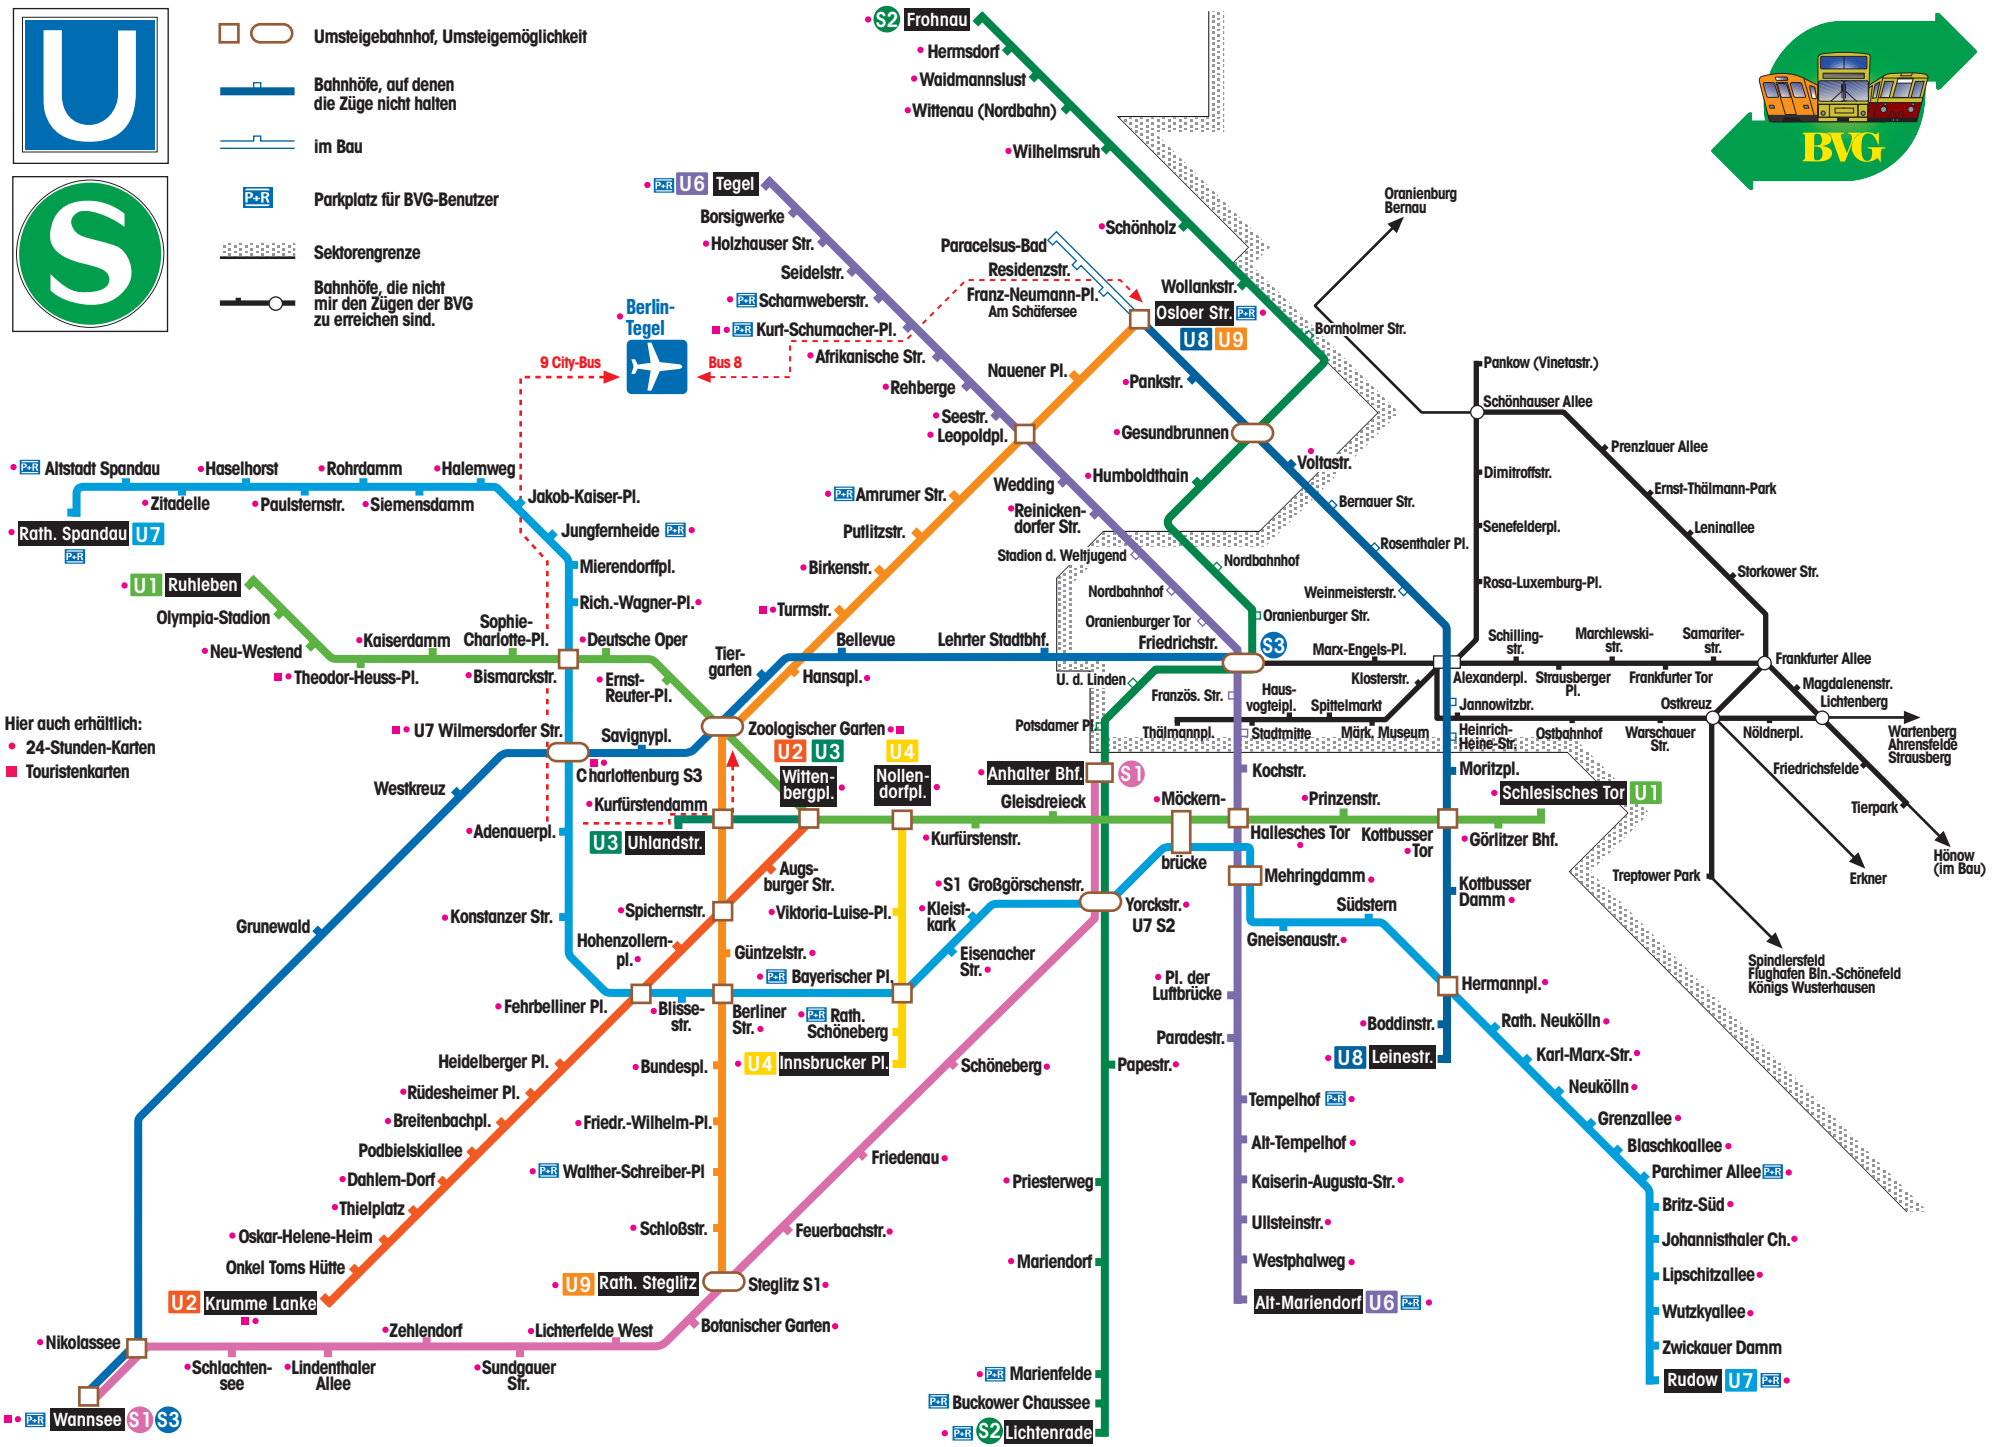 U
S
Umsteigebahnhof, Umsteigemöglichkeit
Bahnhöfe, auf denen
die Züge nicht halten
im Bau
P+R
Parkplatz für BVG-Benutzer
Sektorengrenze
Bahnhöfe, die nicht
mir den Zügen der BVG
zu erreichen sind.
BVG
S2 Frohnau
Hermsdorf
Waidmannslust
Wittenau (Nordbahn)
Wilhelmsruh
Schönholz
Wollankstr.
Bornholmer Str.
Oranienburg
Bernau
P+R U6 Tegel
Borsigwerke
Holzhauser Str.
Seidelstr.
P+R Scharnweberstr.
P+R Kurt-Schumacher-Pl.
Afrikanische Str.
Rehberge
Seestr.
Leopoldpl.
Wedding
Reinicken-
dorfer Str.
Stadion d. Weltjugend
Nordbahnhof
Oranienburger Tor
Friedrichstr.
S3
Paracelsus-Bad
Residenzstr.
Franz-Neumann-Pl.
Am Schäfersee
Osloer Str. P+R
U8 U9
Nauener Pl.
Pankstr.
Gesundbrunnen
Humboldthain
Voltastr.
Bernauer Str.
Rosenthaler Pl.
Weinmeisterstr.
Nordbahnhof
Oranienburger Str.
Berlin-
Tegel
9 City-Bus
Bus 8
P+R Amrumer Str.
Putlitzstr.
Birkenstr.
Turmstr.
Bellevue
Lehrter Stadtbhf.
Tier-
garten
Hansapl.
Pankow (Vinetastr.)
Schönhauser Allee
Prenzlauer Allee
Dimitroffstr.
Ernst-Thälmann-Park
Senefelderpl.
Leninallee
Storkower Str.
Rosa-Luxemburg-Pl.
Marx-Engels-Pl.
Schilling-
str.
Marchlewski-
str.
Samariter-
str.
Frankfurter Allee
Klosterstr.
Alexanderpl.
Strausberger
Pl.
Frankfurter Tor
Magdalenenstr.
Lichtenberg
U. d. Linden
Französ. Str.
Haus-
vogteipl.
Spittelmarkt
Jannowitzbr.
Ostkreuz
Potsdamer Pl.
Thälmannpl.
Stadtmitte
Märk. Museum
Heinrich-
Heine-Str.
Ostbahnhof
Warschauer
Str.
Nöldnerpl.
Wartenberg
Ahrensfelde
Strausberg
Friedrichsfelde
Tierpark
Hönow
(im Bau)
Erkner
Treptower Park
Spindlersfeld
Flughafen Bln.-Schönefeld
Königs Wusterhausen
P+R Altstadt Spandau
Haselhorst
Rohrdamm
Halemweg
Zitadelle
Paulsternstr.
Siemensdamm
Rath. Spandau U7
P+R
Jakob-Kaiser-Pl.
Jungfernheide P+R
Mierendorffpl.
Rich.-Wagner-Pl.
U1 Ruhleben
Olympia-Stadion
Neu-Westend
Kaiserdamm
Theodor-Heuss-Pl.
Sophie-
Charlotte-Pl.
Bismarckstr.
Deutsche Oper
Ernst-
Reuter-Pl.
Hier auch erhältlich:
24-Stunden-Karten
Touristenkarten
U7 Wilmersdorfer Str.
Savignypl.
Zoologischer Garten
Charlottenburg S3
Westkreuz
U2 U3
Witten-
bergpl.
U4
Nollen-
dorfpl.
Kurfürstendamm
U3 Uhlandstr.
Adenauerpl.
Anhalter Bhf. S1
Gleisdreieck
Kurfürstenstr.
Möckern-
brücke
Kochstr.
Moritzpl.
Prinzenstr.
Hallesches Tor
Kottbusser
Tor
Schlesisches Tor U1
Görlitzer Bhf.
Augs-
burger Str.
Spichernstr.
Viktoria-Luise-Pl.
S1 Großgörschenstr.
Kleist-
kark
Eisenacher
Str.
Yorckstr.
U7 S2
Mehringdamm
Südstern
Gneisenaustr.
Kottbusser
Damm
Konstanzer Str.
Grunewald
Hohenzollern-
pl.
Güntzelstr.
P+R Bayerischer Pl.
Fehrbelliner Pl.
Blisse-
str.
Berliner
Str.
P+R Rath.
Schöneberg
U4 Innsbrucker Pl.
Pl. der
Luftbrücke
Paradestr.
Hermannpl.
Boddinstr.
U8 Leinestr.
Rath. Neukölln
Karl-Marx-Str.
Neukölln
Grenzallee
Blaschkoallee
Parchimer Allee P+R
Britz-Süd
Johannisthaler Ch.
Lipschitzallee
Wutzkyallee
Zwickauer Damm
Rudow U7 P+R
Heidelberger Pl.
Rüdesheimer Pl.
Breitenbachpl.
Podbielskiallee
Dahlem-Dorf
Thielplatz
Oskar-Helene-Heim
Onkel Toms Hütte
U2 Krumme Lanke
Bundespl.
Friedr.-Wilhelm-Pl.
P+R Walther-Schreiber-Pl
Schloßstr.
U9 Rath. Steglitz
Steglitz S1
Schöneberg
Friedenau
Feuerbachstr.
Botanischer Garten
Papestr.
Priesterweg
Mariendorf
P+R Marienfelde
P+R Buckower Chaussee
P+R S2 Lichtenrade
Tempelhof P+R
Alt-Tempelhof
Kaiserin-Augusta-Str.
Ullsteinstr.
Westphalweg
Alt-Mariendorf U6 P+R
Nikolassee
Schlachten-
see
Lindenthaler
Allee
Zehlendorf
Sundgauer
Str.
Lichterfelde West
P+R Wannsee S1 S3